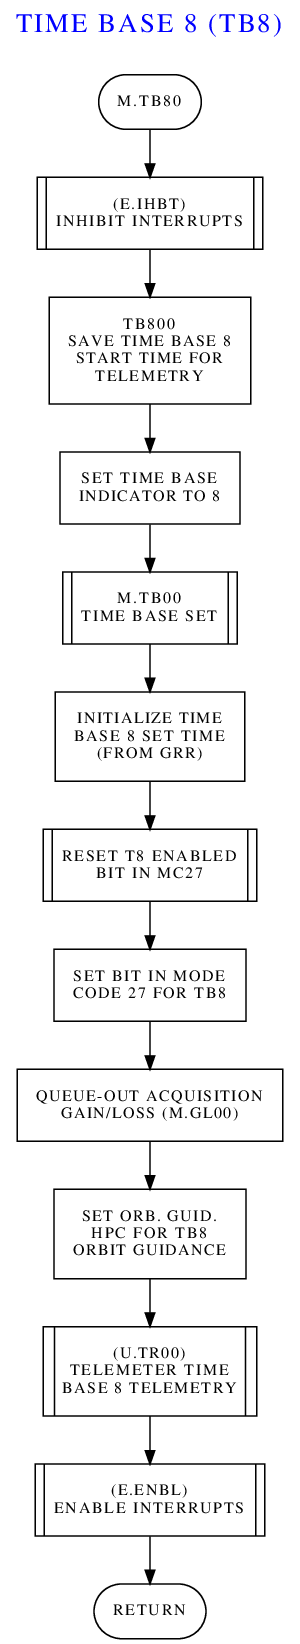 TIME BASE 8 (TB8)
M.TB80
(E.IHBT)
INHIBIT INTERRUPTS
TB800
SAVE TIME BASE 8
START TIME FOR
TELEMETRY
SET TIME BASE
INDICATOR TO 8
M.TB00
TIME BASE SET
INITIALIZE TIME
BASE 8 SET TIME
(FROM GRR)
RESET T8 ENABLED
BIT IN MC27
SET BIT IN MODE
CODE 27 FOR TB8
QUEUE-OUT ACQUISITION
GAIN/LOSS (M.GL00)
SET ORB. GUID.
HPC FOR TB8
ORBIT GUIDANCE
(U.TR00)
TELEMETER TIME
BASE 8 TELEMETRY
(E.ENBL)
ENABLE INTERRUPTS
RETURN